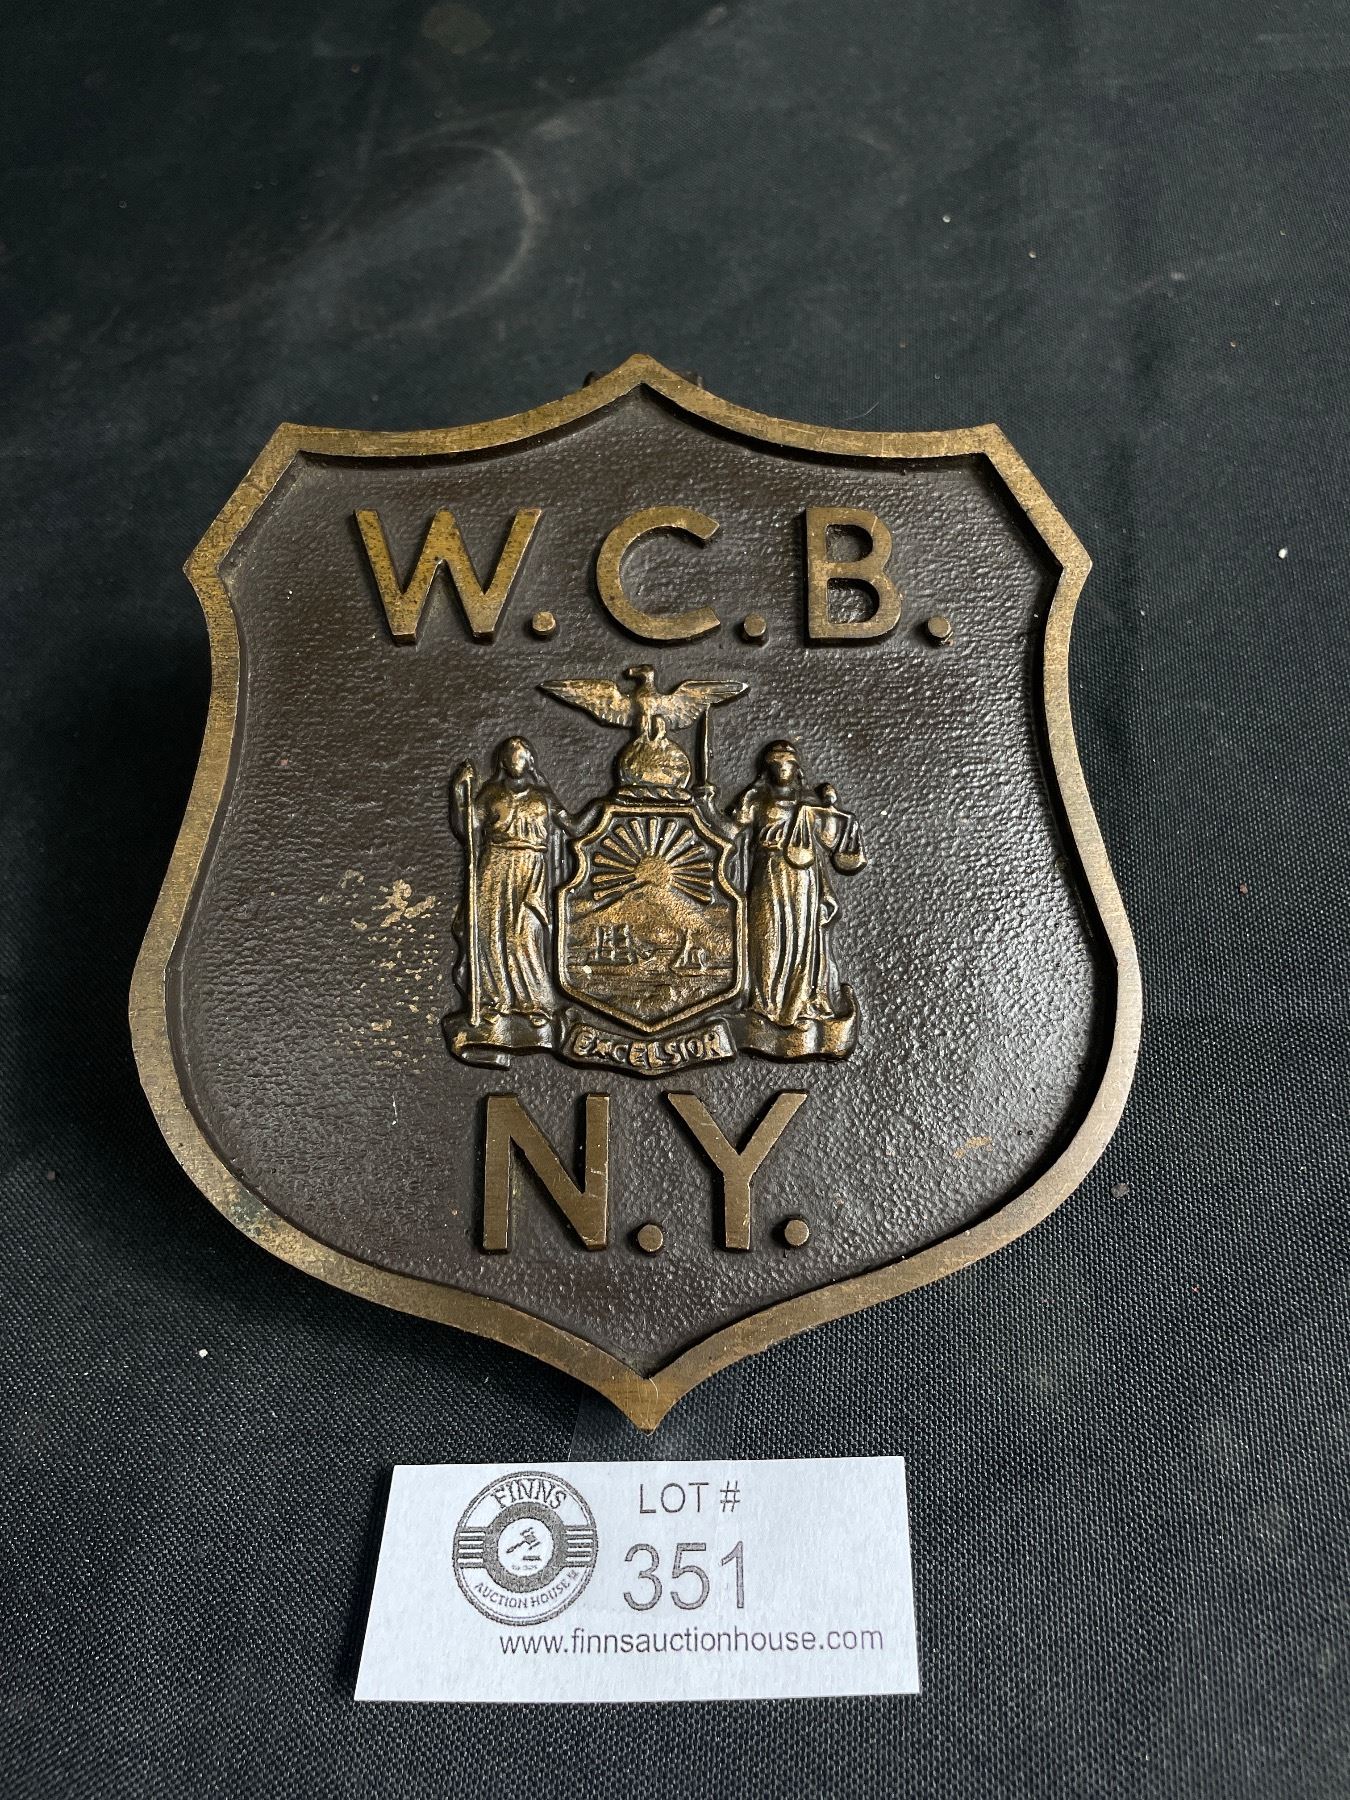 W.C.B.
EXCELSIOR
N.Y.
FINNS
AUCTION HOUSE
LOT #
351
www.finnsauctionhouse.com